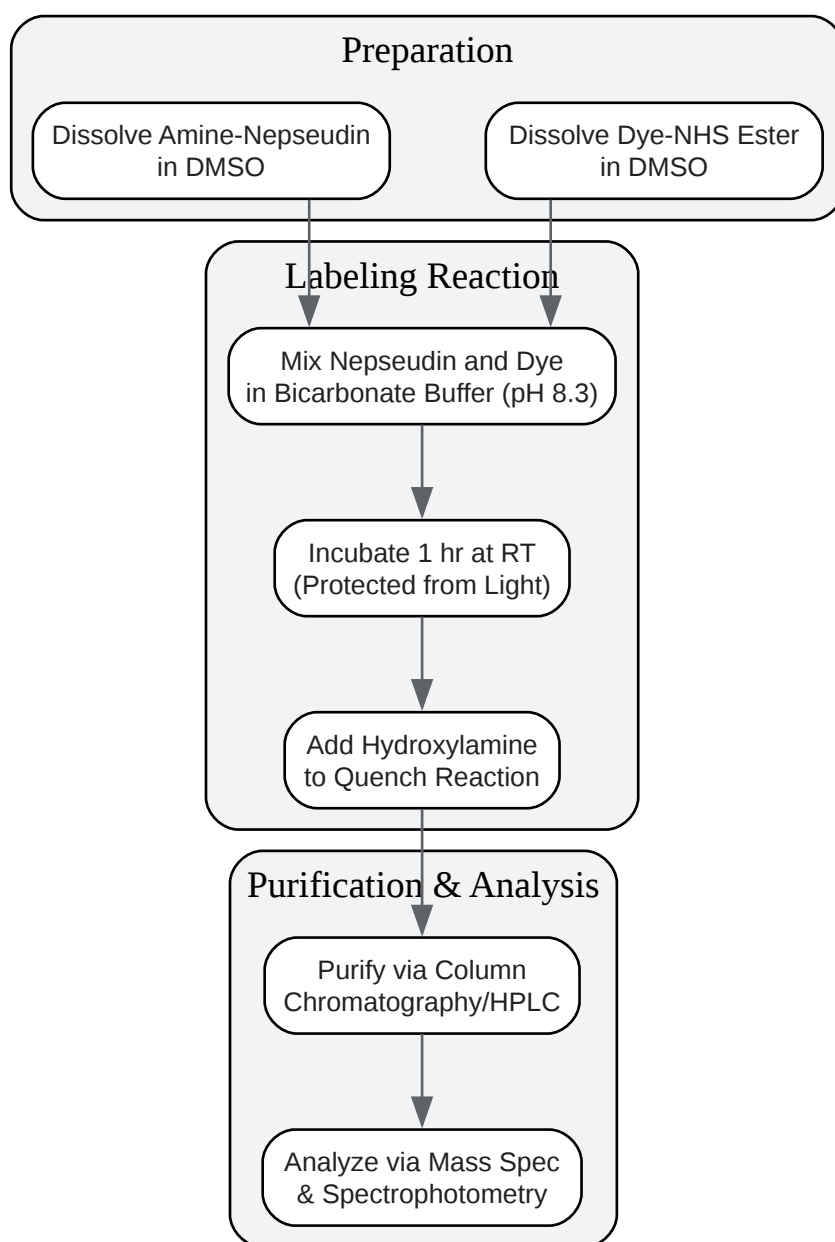 Preparation
Dissolve Amine-Nepseudin
in DMSO
Dissolve Dye-NHS Ester
in DMSO
Labeling Reaction
Mix Nepseudin and Dye
in Bicarbonate Buffer (pH 8.3)
Incubate 1 hr at RT
(Protected from Light)
Add Hydroxylamine
to Quench Reaction
Purification & Analysis
Purify via Column
Chromatography/HPLC
Analyze via Mass Spec
& Spectrophotometry